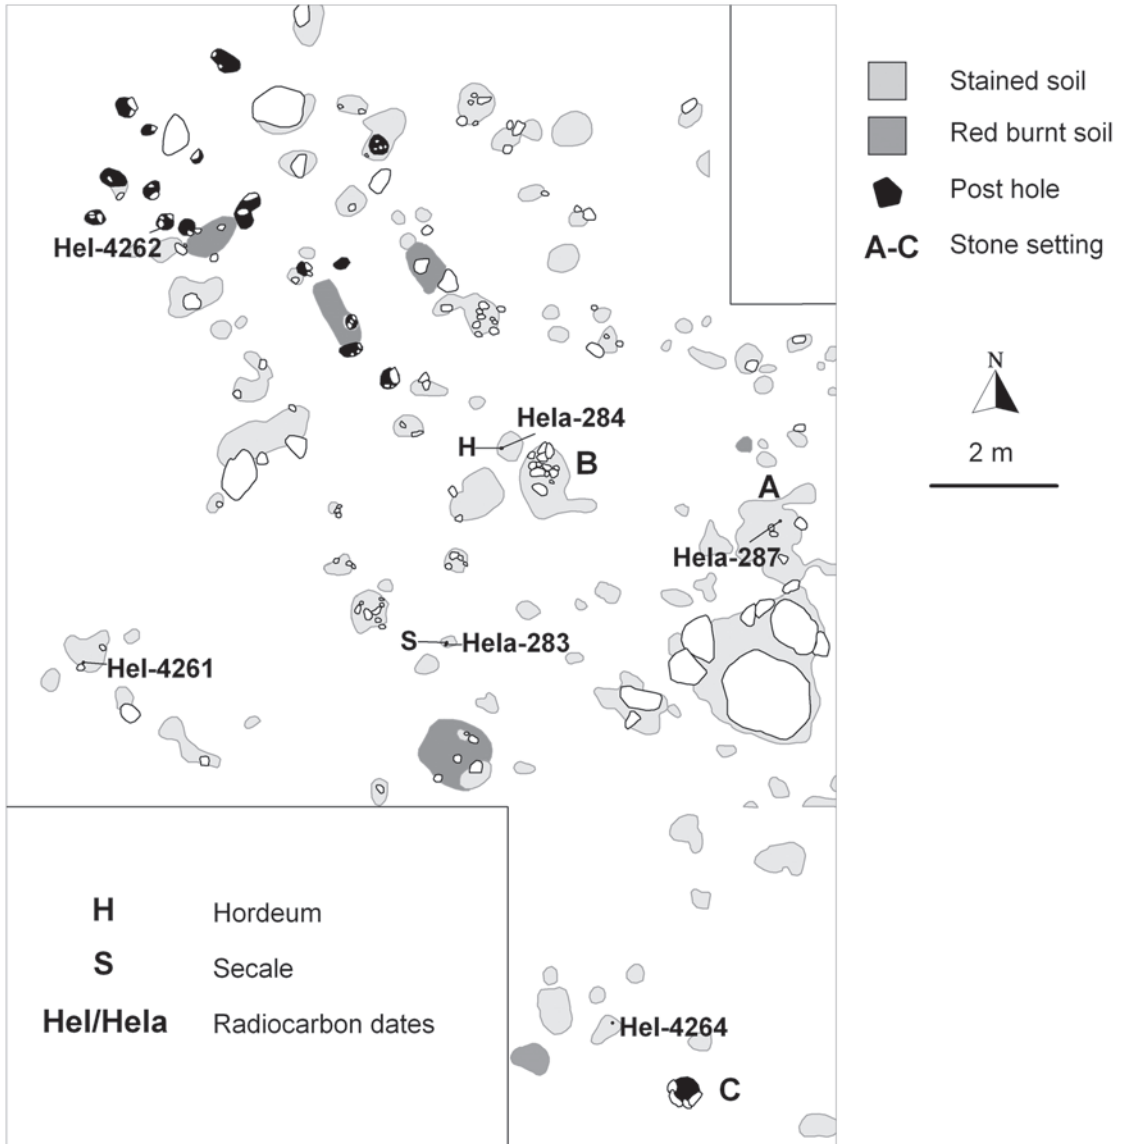 Stained soil
Red burnt soil
Post hole
A-C Stone setting
Hel-4262
N
2 m
Hela-284
H
B
A
Hela-287
S Hela-283
Hel-4261
H Hordeum
S Secale
Hel/Hela Radiocarbon dates
Hel-4264
C